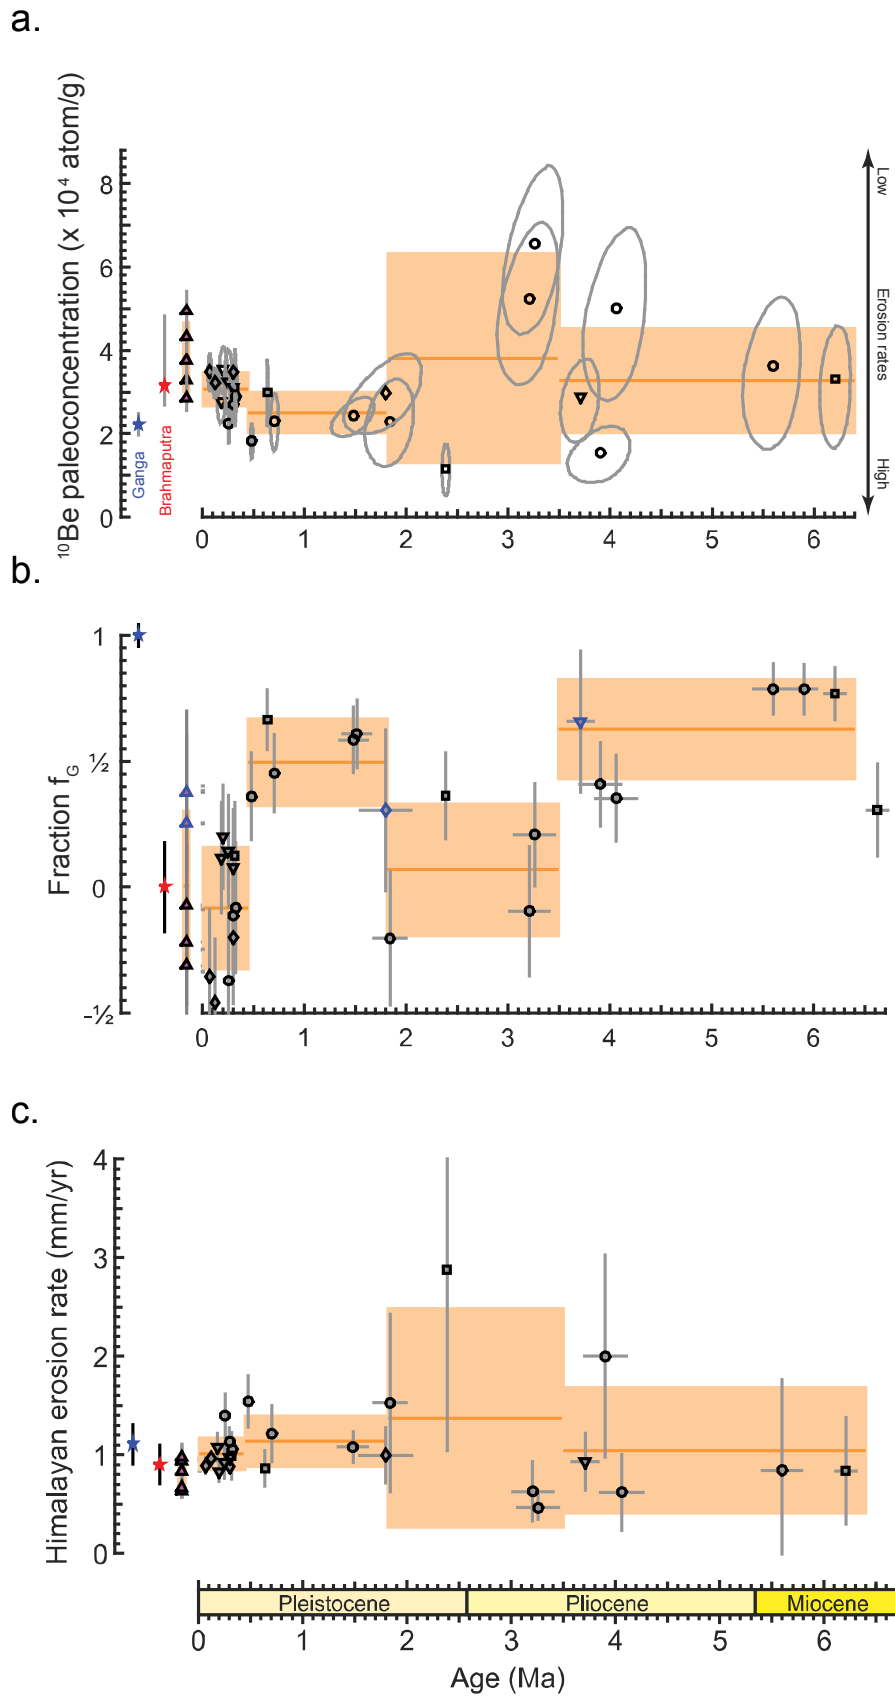 a.
¹⁰Be paleoconcentration (x 10⁴ atom/g)
8
6
4
2
0
Ganga
Brahmaputra
Low
Erosion rates
High
0 1 2 3 4 5 6
b.
Fraction f_G
1
½
0
-½
0 1 2 3 4 5 6
c.
Himalayan erosion rate (mm/yr)
4
3
2
1
0
Pleistocene Pliocene Miocene
0 1 2 3 4 5 6
Age (Ma)